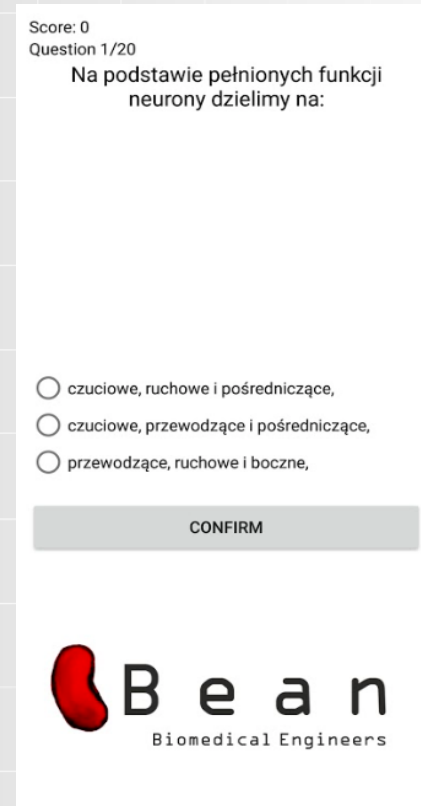 Score: 0
Question 1/20
Na podstawie pełnionych funkcji
neurony dzielimy na:
czuciowe, ruchowe i pośredniczące,
czuciowe, przewodzące i pośredniczące,
przewodzące, ruchowe i boczne,
CONFIRM
Bean
Biomedical Engineers